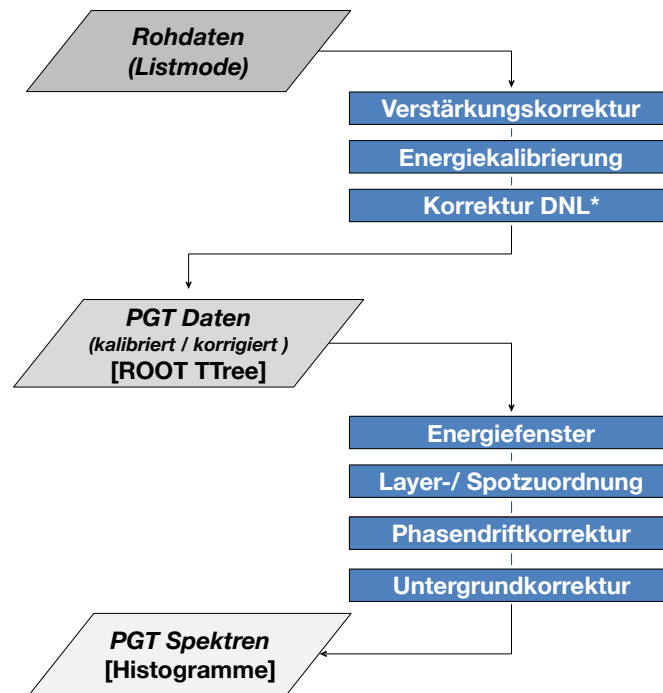 Rohdaten
(Listmode)
Verstärkungskorrektur
Energiekalibrierung
Korrektur DNL*
PGT Daten
(kalibriert / korrigiert )
[ROOT TTree]
Energiefenster
Layer-/ Spotzuordnung
Phasendriftkorrektur
Untergrundkorrektur
PGT Spektren
[Histogramme]